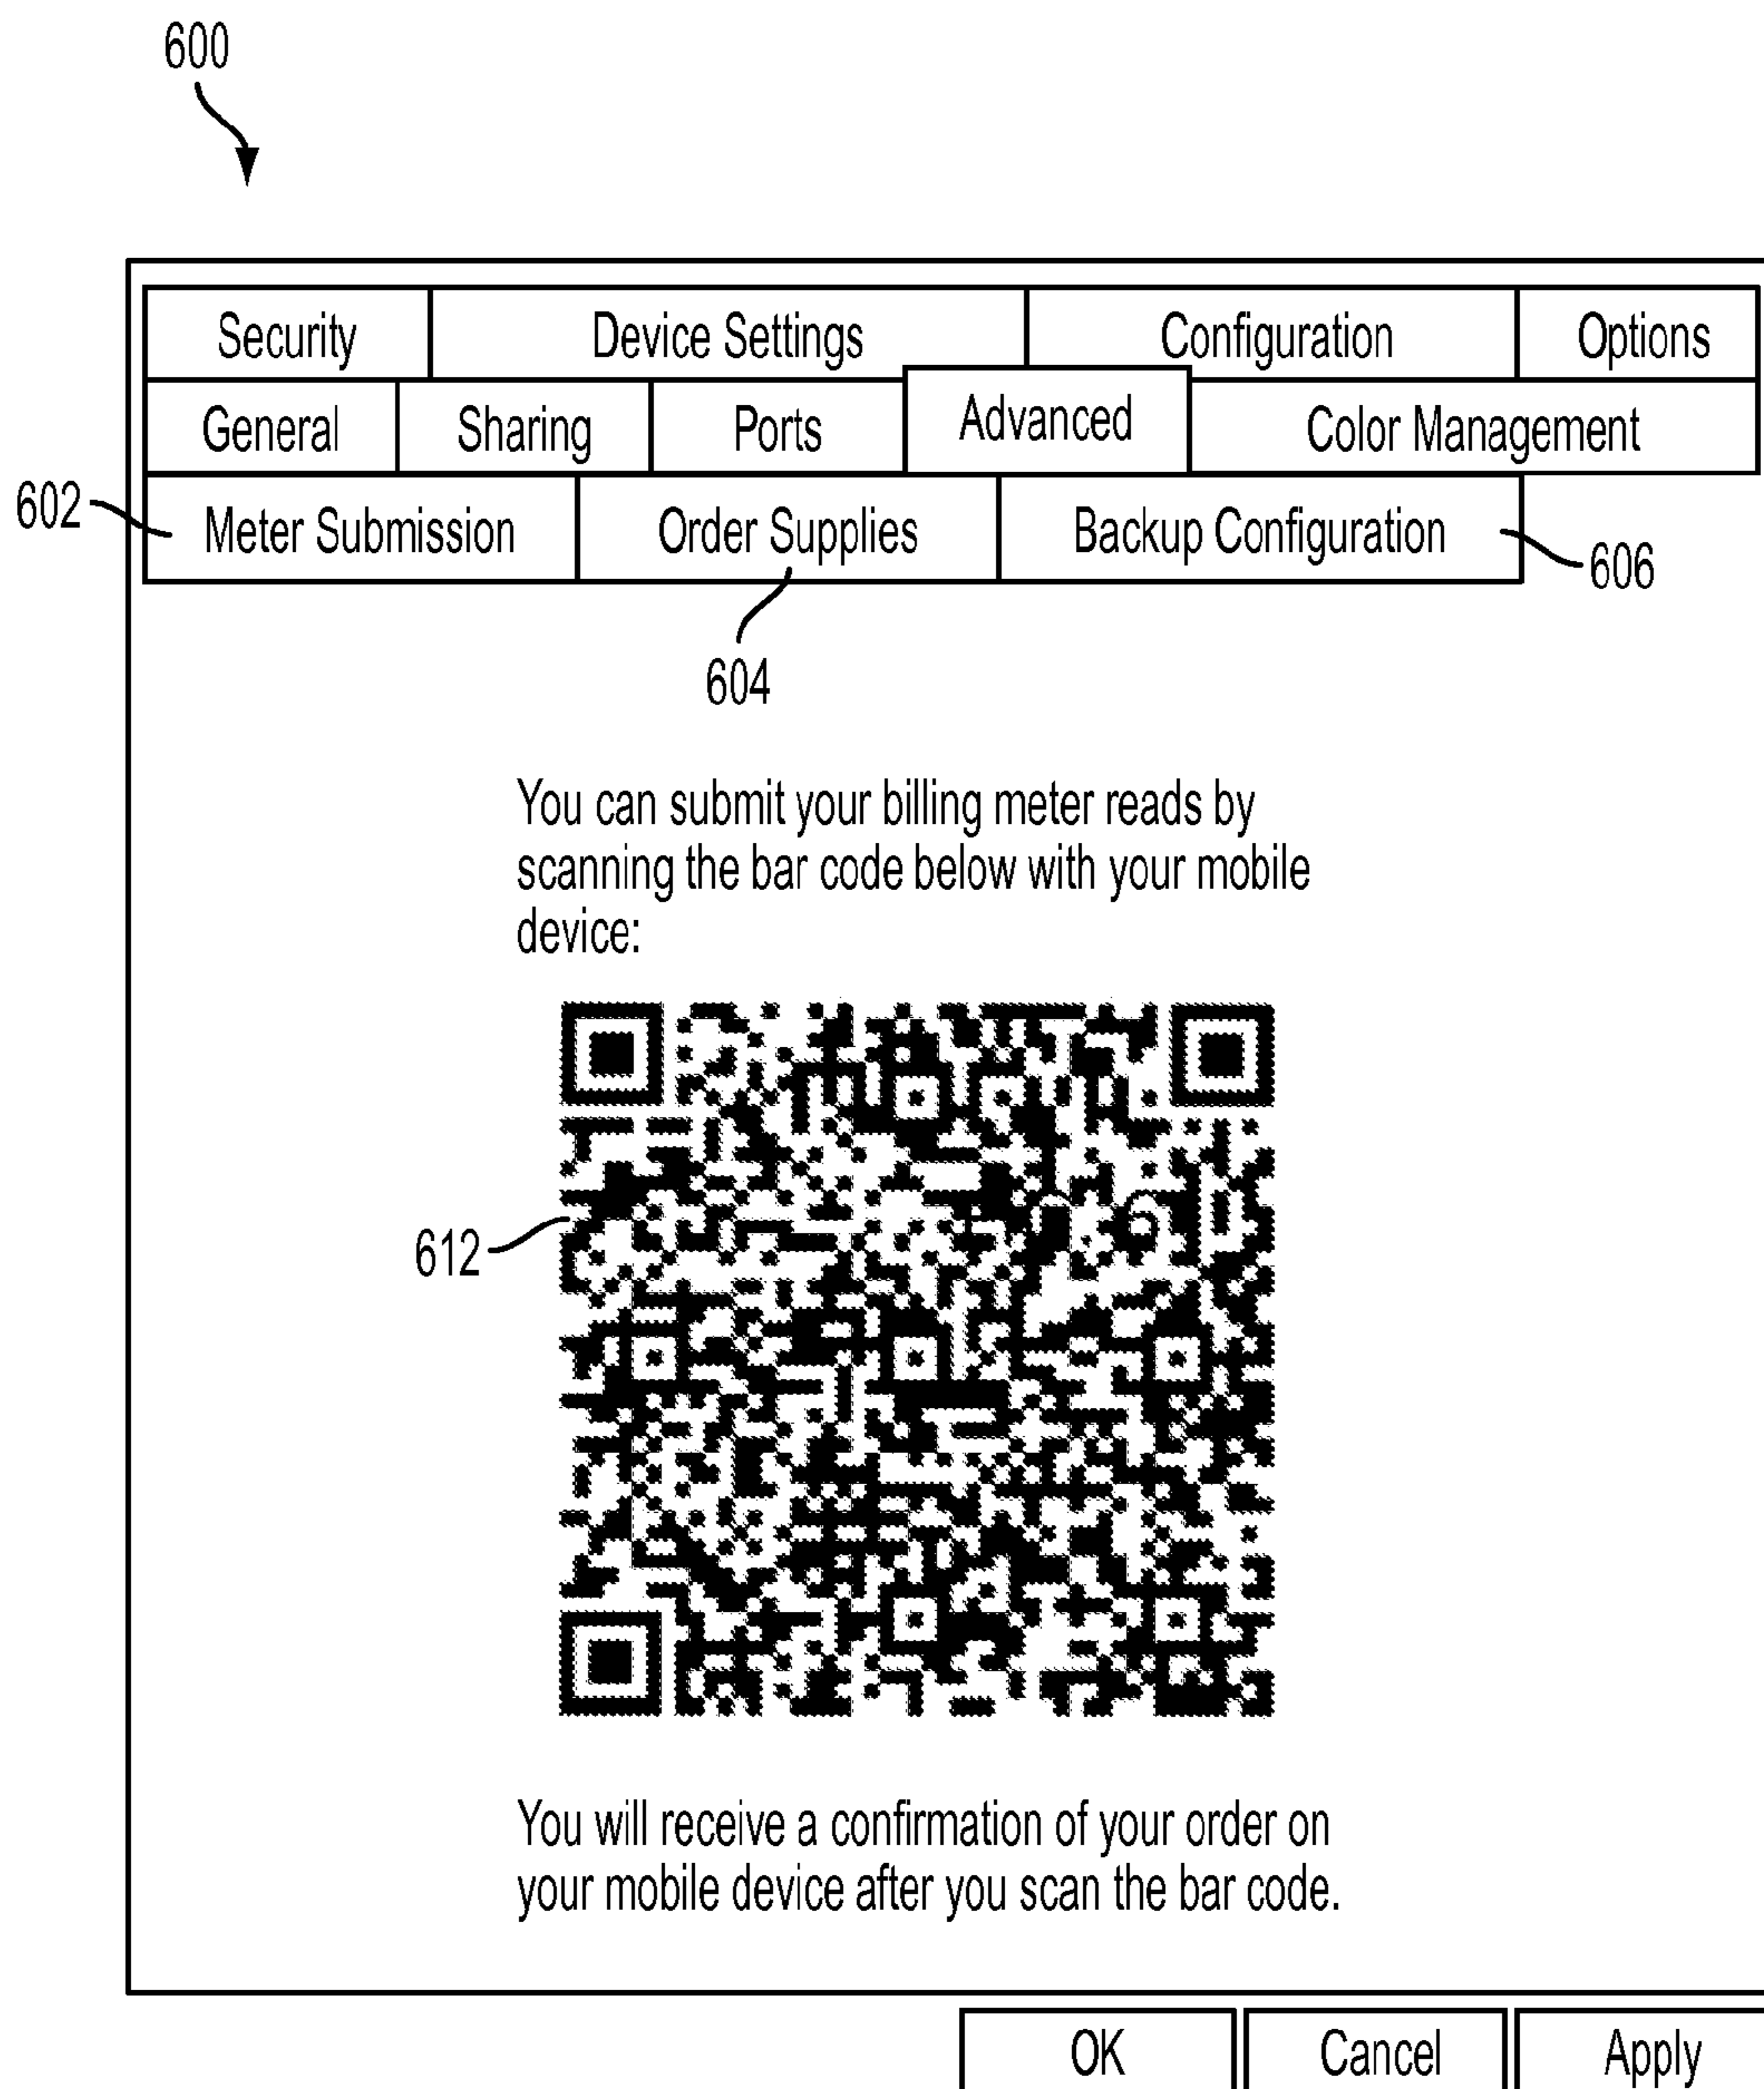 600
Security Device Settings Configuration Options
General Sharing Ports Advanced Color Management
602 Meter Submission Order Supplies Backup Configuration 606
604
You can submit your billing meter reads by
scanning the bar code below with your mobile
device:
612
You will receive a confirmation of your order on
your mobile device after you scan the bar code.
OK Cancel Apply